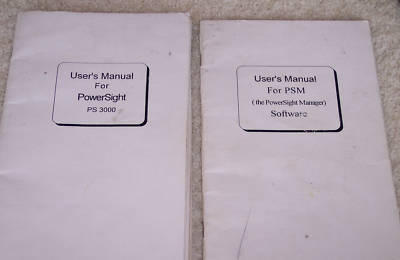 User's Manual
For
PowerSight
PS 3000
User's Manual
For PSM
( the PowerSight Manager)
Software